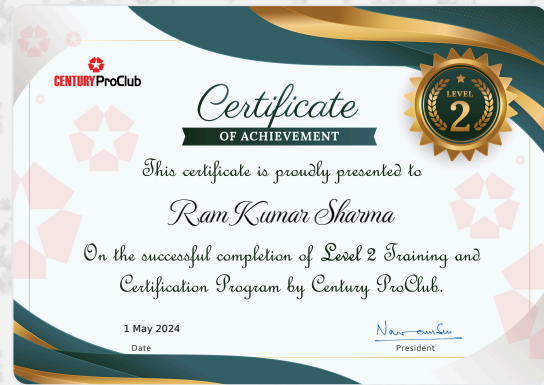 CENTURY ProClub
Certificate
OF ACHIEVEMENT
LEVEL
2
This certificate is proudly presented to
Ram Kumar Sharma
On the successful completion of Level 2 Training and
Certification Program by Century ProClub.
1 May 2024
Date
President